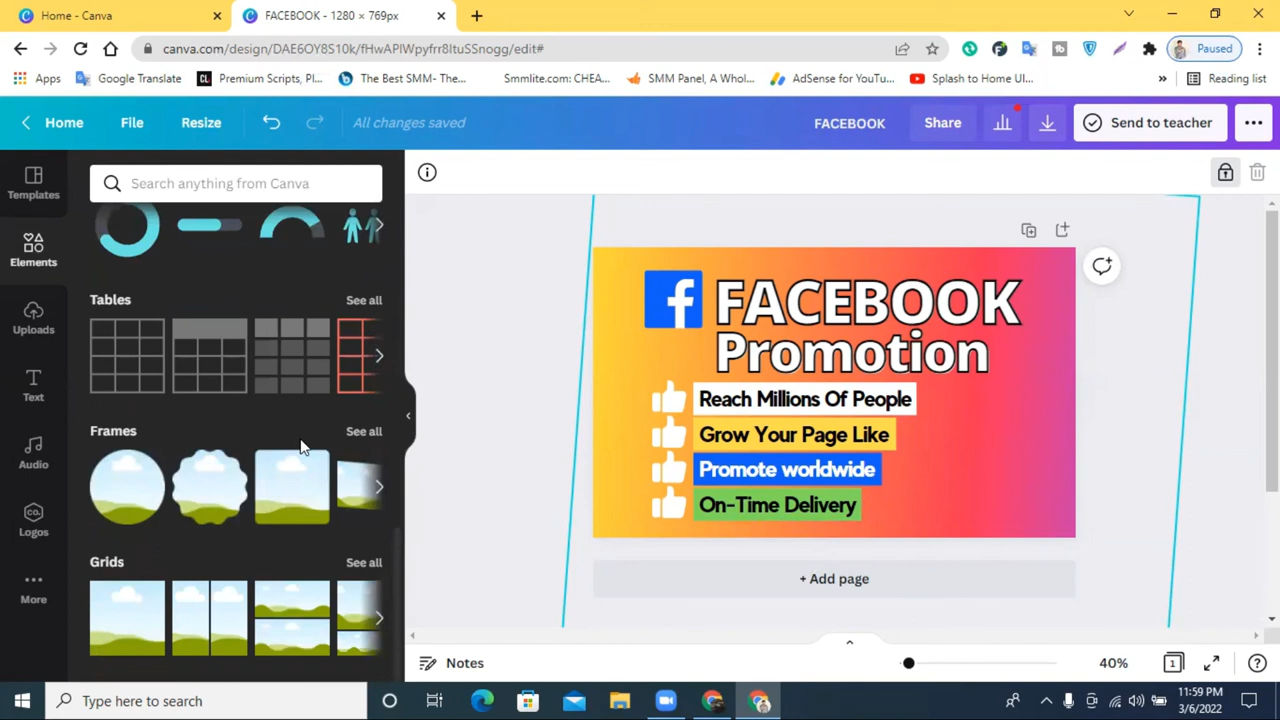 Home - Canva
FACEBOOK - 1280 × 769px
canva.com/design/DAE6OY8S10k/fHwAPlWpyfrr8ltuSSnogg/edit#
Paused
Apps
Google Translate
Premium Scripts, Pl...
The Best SMM- The...
Smmlite.com: CHEA...
SMM Panel, A Whol...
AdSense for YouTu...
Splash to Home UI...
»
Reading list
Home
File
Resize
All changes saved
FACEBOOK
Share
Send to teacher
Templates
Elements
Uploads
Text
Audio
Logos
More
Search anything from Canva
Tables
See all
Frames
See all
Grids
See all
FACEBOOK
Promotion
Reach Millions Of People
Grow Your Page Like
Promote worldwide
On-Time Delivery
+ Add page
Notes
40%
1
Type here to search
11:59 PM
3/6/2022